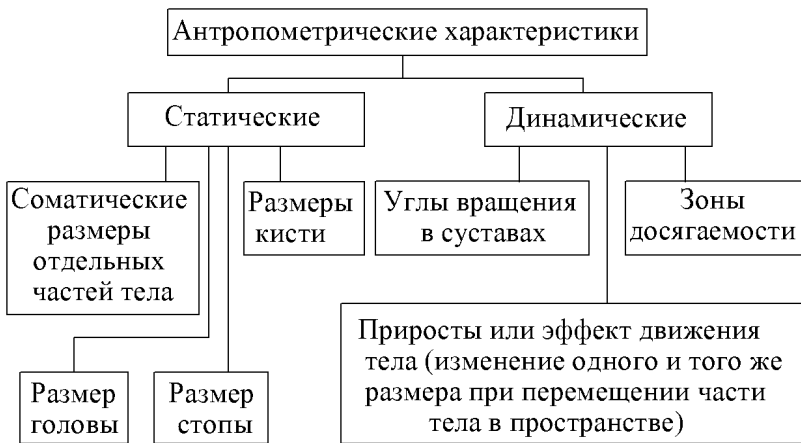 Антропометрические характеристики
Статические
Динамические
Соматические
размеры
отдельных
частей тела
Размеры
кисти
Углы вращения
в суставах
Зоны
досягаемости
Размер
головы
Размер
стопы
Приросты или эффект движения
тела (изменение одного и того же
размера при перемещении части
тела в пространстве)